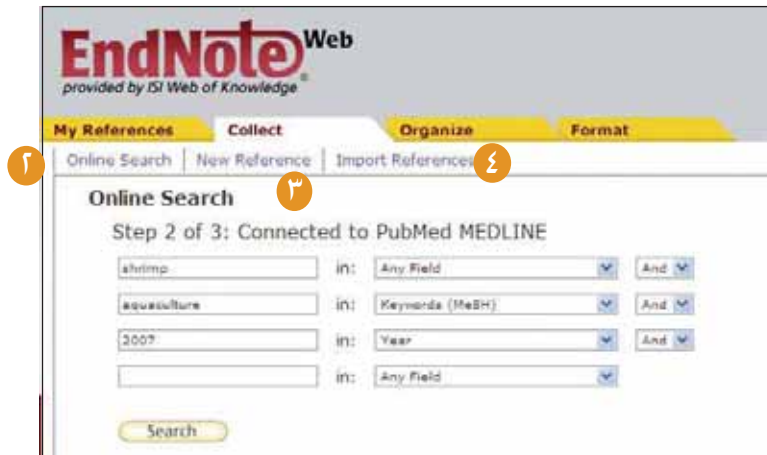 EndNote Web
provided by ISI Web of Knowledge
My References Collect Organize Format
٢ Online Search New Reference Import References ٤
Online Search ٣
Step 2 of 3: Connected to PubMed MEDLINE
shrimp in: Any Field And
aquaculture in: Keywords (MeSH) And
2007 in: Year And
in: Any Field
Search